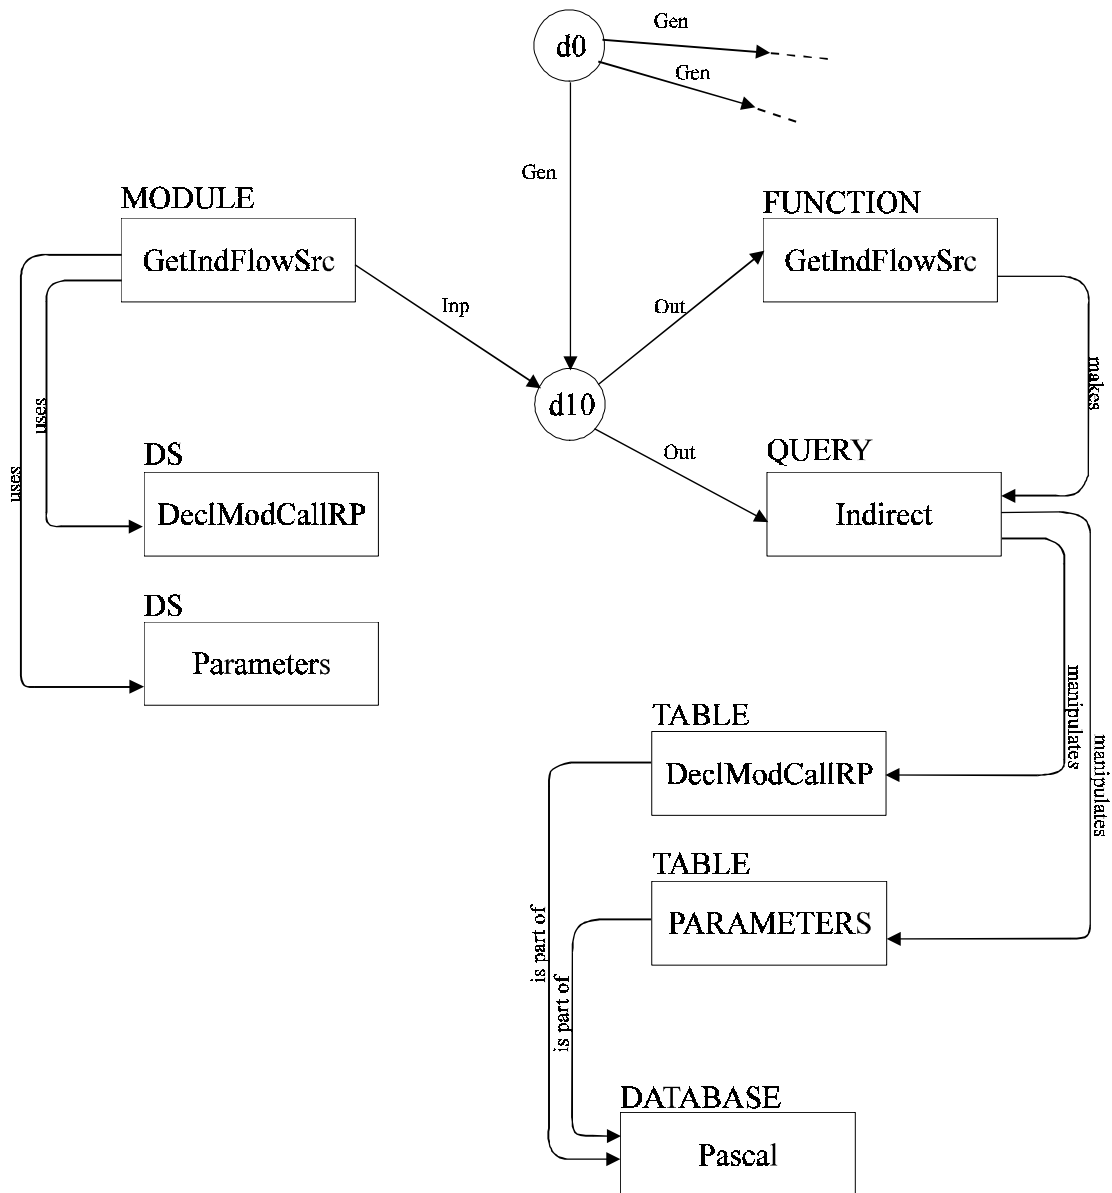 d0
Gen
Gen
Gen
MODULE
GetIndFlowSrc
FUNCTION
GetIndFlowSrc
Inp
Out
d10
makes
uses
uses
Out
DS
DeclModCallRP
QUERY
Indirect
DS
Parameters
manipulates
manipulates
TABLE
DeclModCallRP
TABLE
PARAMETERS
is part of
is part of
DATABASE
Pascal